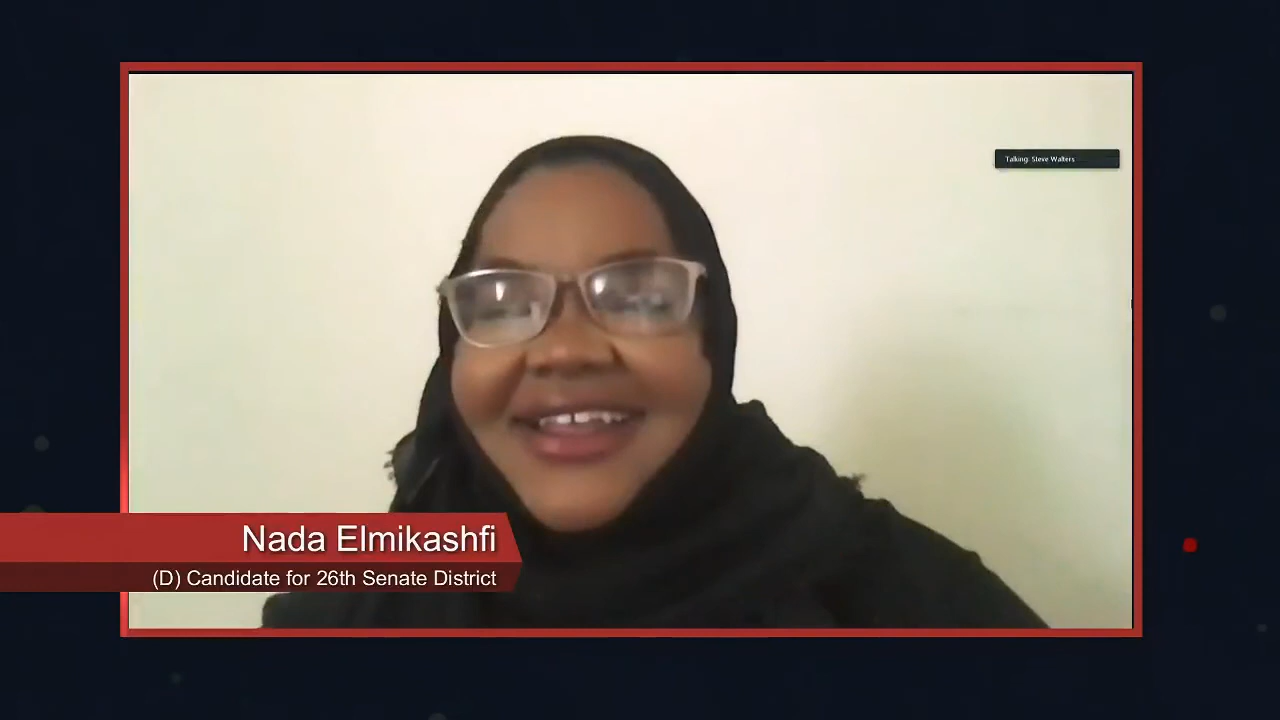 Talking: Steve Walters
Nada Elmikashfi
(D) Candidate for 26th Senate District